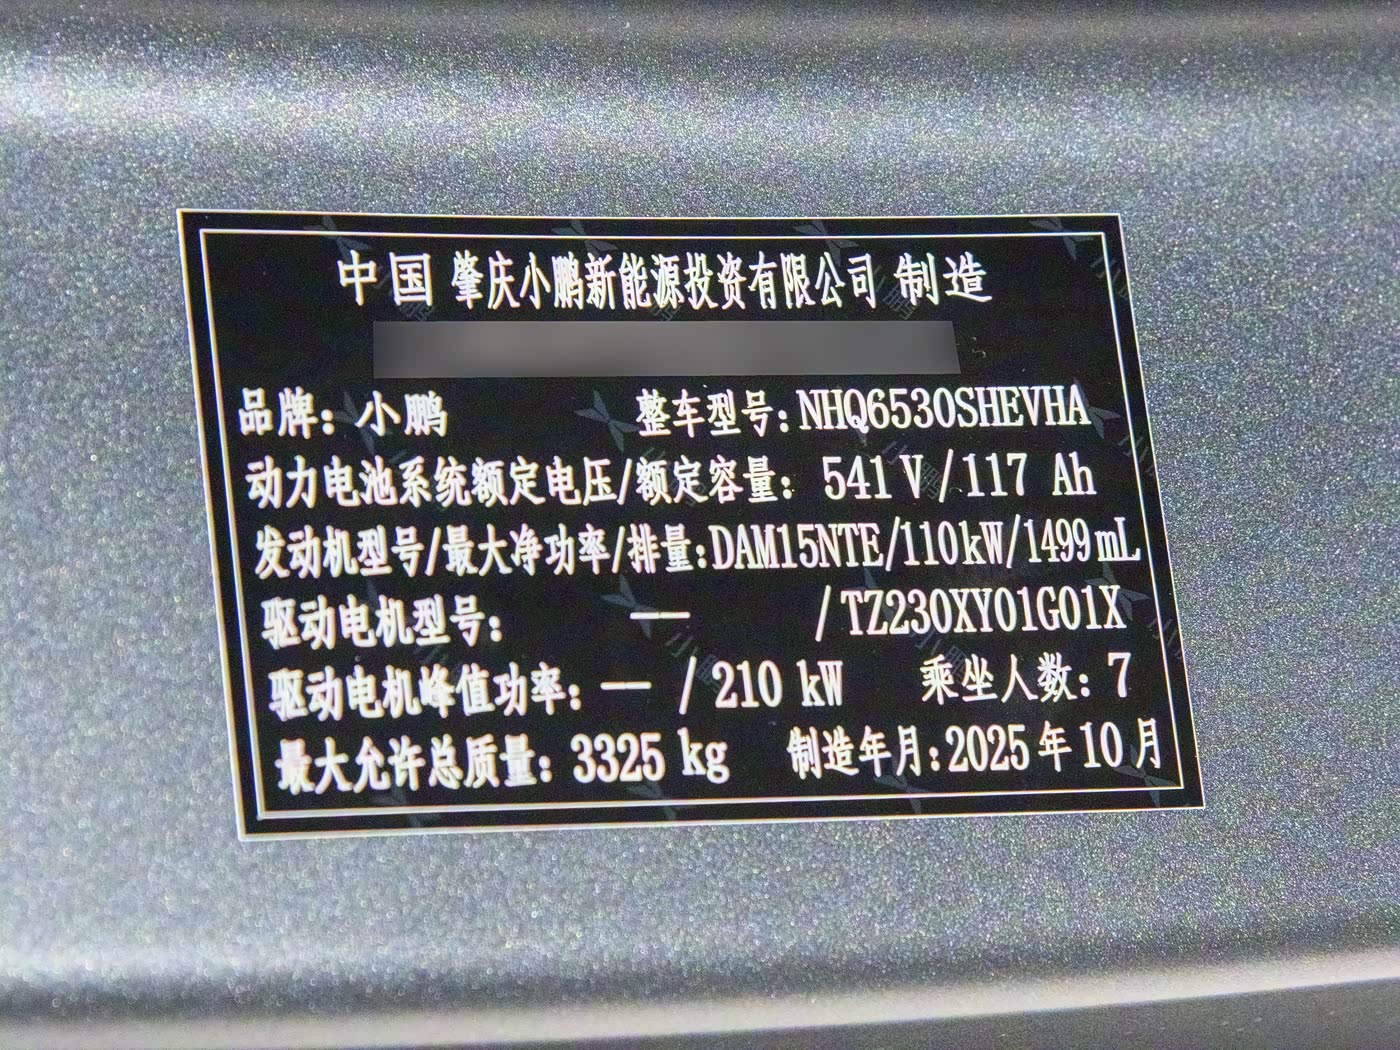 中国 肇庆小鹏新能源投资有限公司 制造
品牌：小鹏 整车型号：NHQ6530SHEVHA
动力电池系统额定电压/额定容量：541V/117 Ah
发动机型号/最大净功率/排量：DAM15NTE/110kW/1499mL
驱动电机型号： —— /TZ230XY01G01X
驱动电机峰值功率：—— /210 kW 乘坐人数：7
最大允许总质量：3325 kg 制造年月：2025年10月